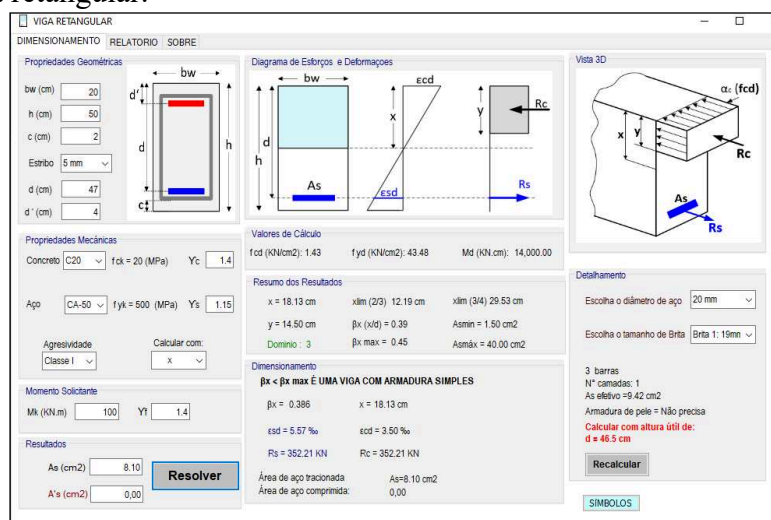 retangular.
VIGA RETANGULAR
DIMENSIONAMENTO RELATORIO SOBRE
Propriedades Geométricas
bw (cm) 20
h (cm) 50
c (cm) 2
Estribo 5 mm
d (cm) 47
d ' (cm) 4
bw
d'
d
h
c
Propriedades Mecánicas
Concreto C20 fck = 20 (MPa) Yc 1.4
Aço CA-50 fyk = 500 (MPa) Ys 1.15
Agresividade Calcular com:
Classe I x
Momento Solicitante
Mk (KN.m) 100 Yf 1.4
Resultados
As (cm2) 8.10
A's (cm2) 0,00
Resolver
Diagrama de Esforços e Deformaçoes
bw εcd
h d x y Rc
As εsd Rs
Valores de Cálculo
fcd (KN/cm2): 1.43 fyd (KN/cm2): 43.48 Md (KN.cm): 14,000.00
Resumo dos Resultados
x = 18.13 cm xlim (2/3) 12.19 cm xlim (3/4) 29.53 cm
y = 14.50 cm βx (x/d) = 0.39 Asmin = 1.50 cm2
Dominio : 3 βx max = 0.45 Asmáx = 40.00 cm2
Dimensionamento
βx < βx max É UMA VIGA COM ARMADURA SIMPLES
βx = 0.386 x = 18.13 cm
εsd = 5.57 ‰ εcd = 3.50 ‰
Rs = 352.21 KN Rc = 352.21 KN
Área de aço tracionada As=8.10 cm2
Área de aço comprimida: 0,00
Vista 3D
αc (fcd)
x y
Rc
As
Rs
Detalhamento
Escolha o diâmetro de aço 20 mm
Escolha o tamanho de Brita Brita 1: 19mn
3 barras
N° camadas: 1
As efetivo =9.42 cm2
Armadura de pele = Não precisa
Calcular com altura útil de:
d = 46.5 cm
Recalcular
SIMBOLOS